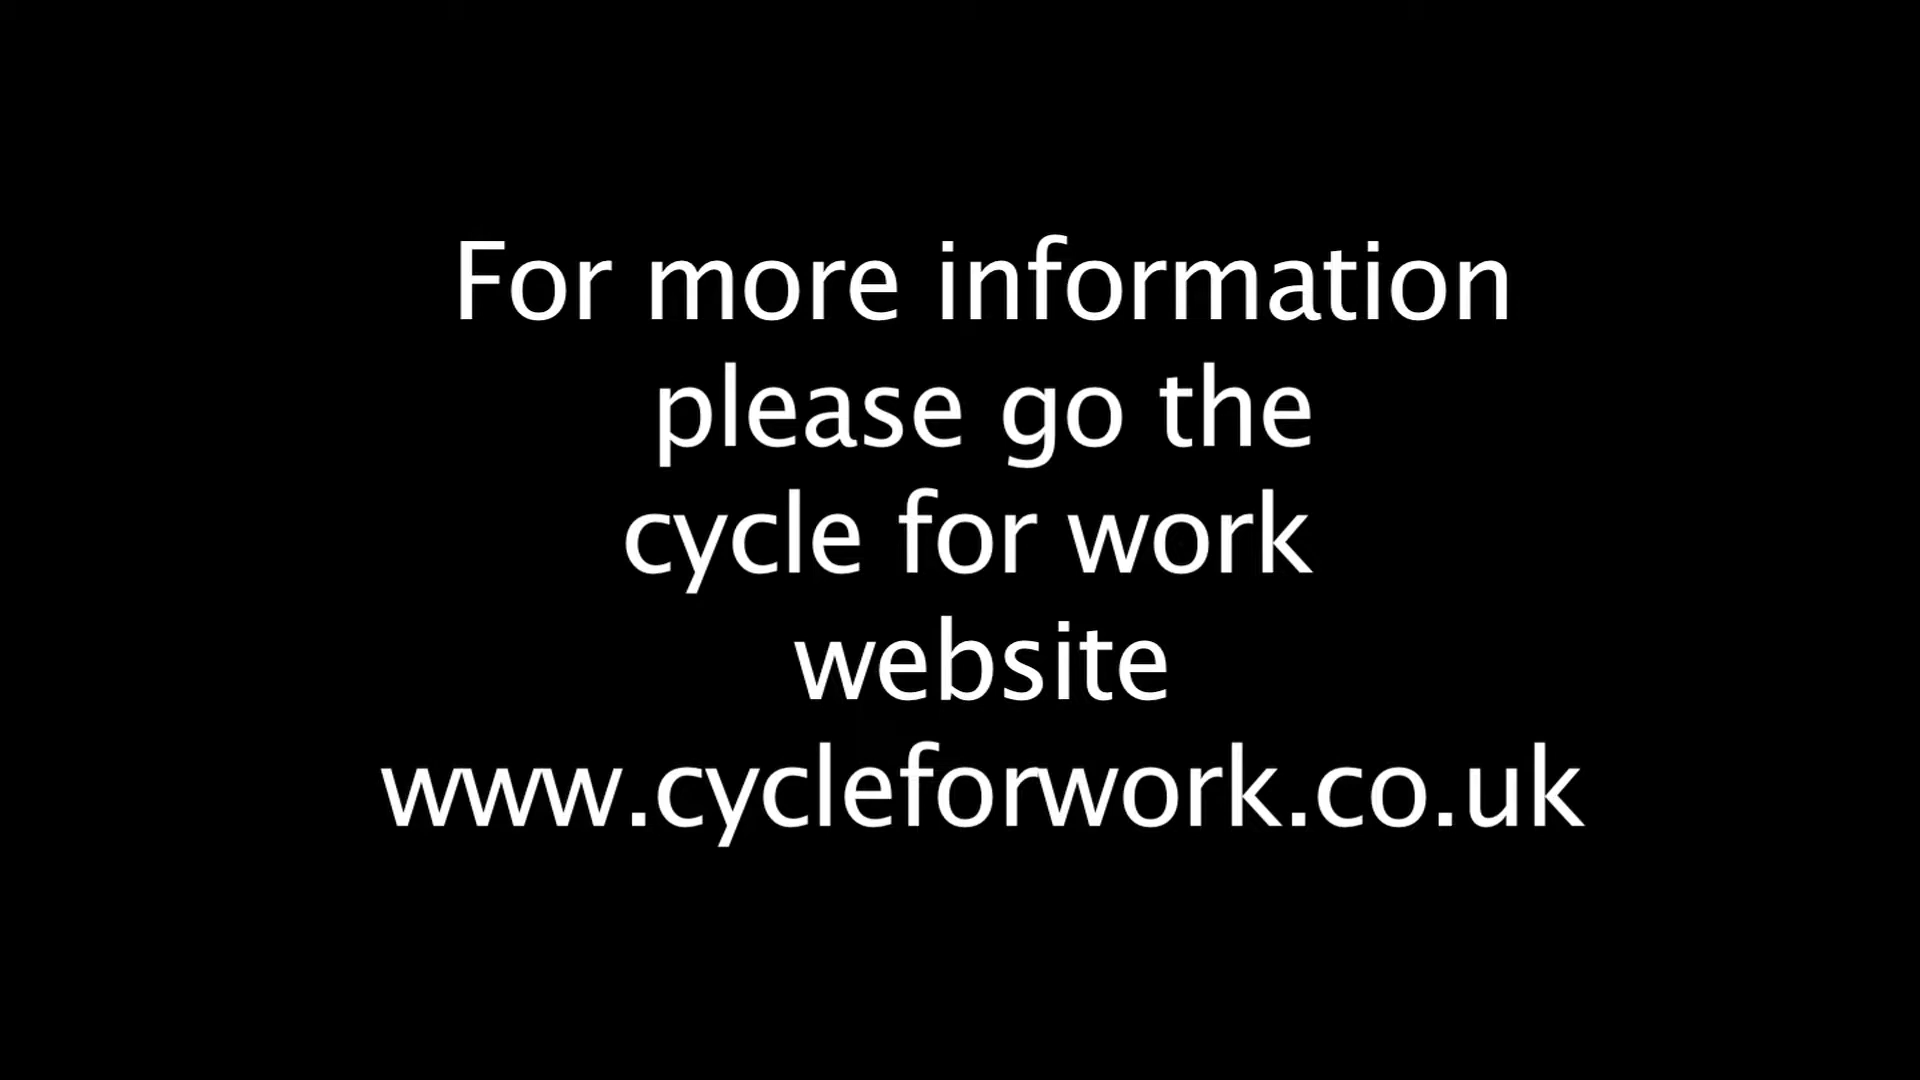 For more information
please go the
cycle for work
website
www.cycleforwork.co.uk